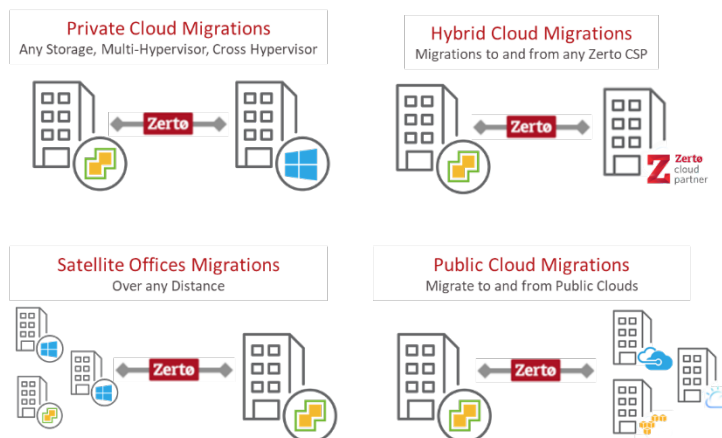 Private Cloud Migrations
Any Storage, Multi-Hypervisor, Cross Hypervisor
Zerto
Hybrid Cloud Migrations
Migrations to and from any Zerto CSP
Zerto
Z Zerto
cloud
partner
Satellite Offices Migrations
Over any Distance
Zerto
Public Cloud Migrations
Migrate to and from Public Clouds
Zerto